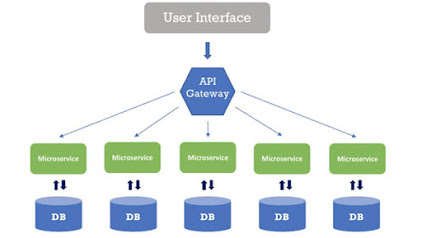 User Interface
API
Gateway
Microservice
Microservice
Microservice
Microservice
Microservice
DB
DB
DB
DB
DB